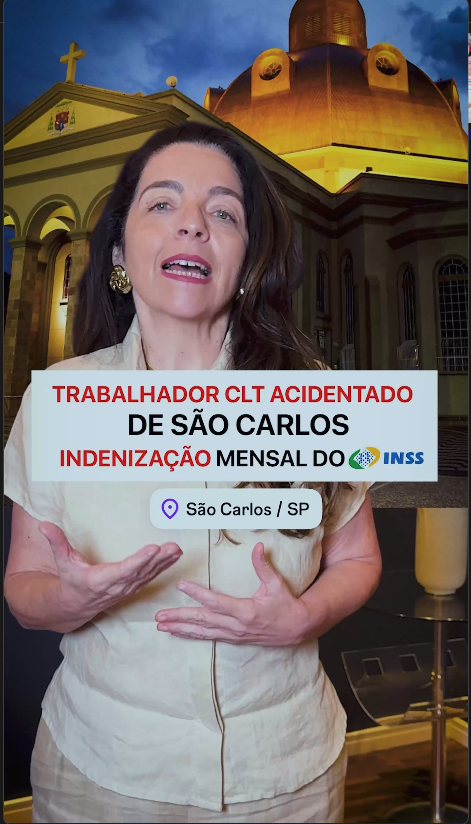 TRABALHADOR CLT ACIDENTADO
DE SÃO CARLOS
INDENIZAÇÃO MENSAL DO INSS
São Carlos / SP